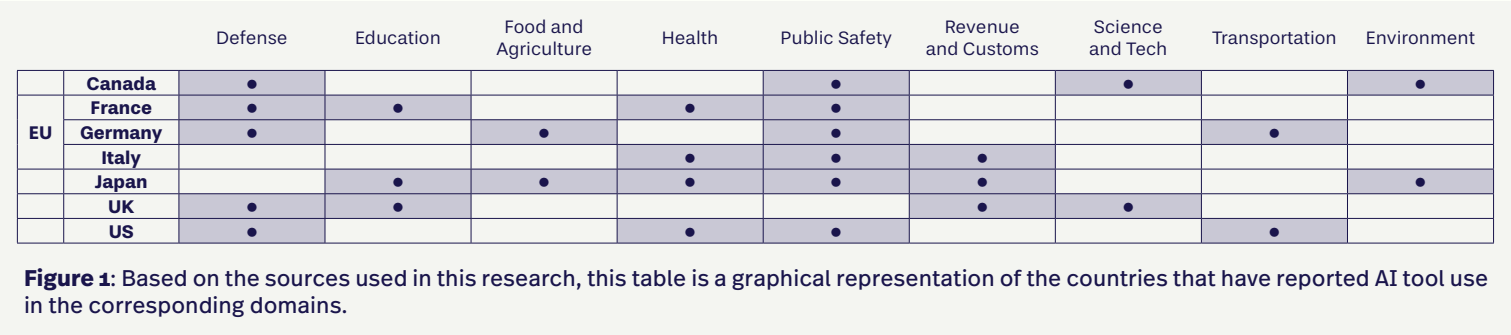 Defense Education Food and Health Public Safety Revenue Science Transportation Environment
Agriculture and Customs and Tech
Canada ● ● ● ●
France ● ● ● ●
EU Germany ● ● ● ●
Italy ● ● ●
Japan ● ● ● ● ● ●
UK ● ● ● ●
US ● ● ● ●
Figure 1: Based on the sources used in this research, this table is a graphical representation of the countries that have reported AI tool use
in the corresponding domains.